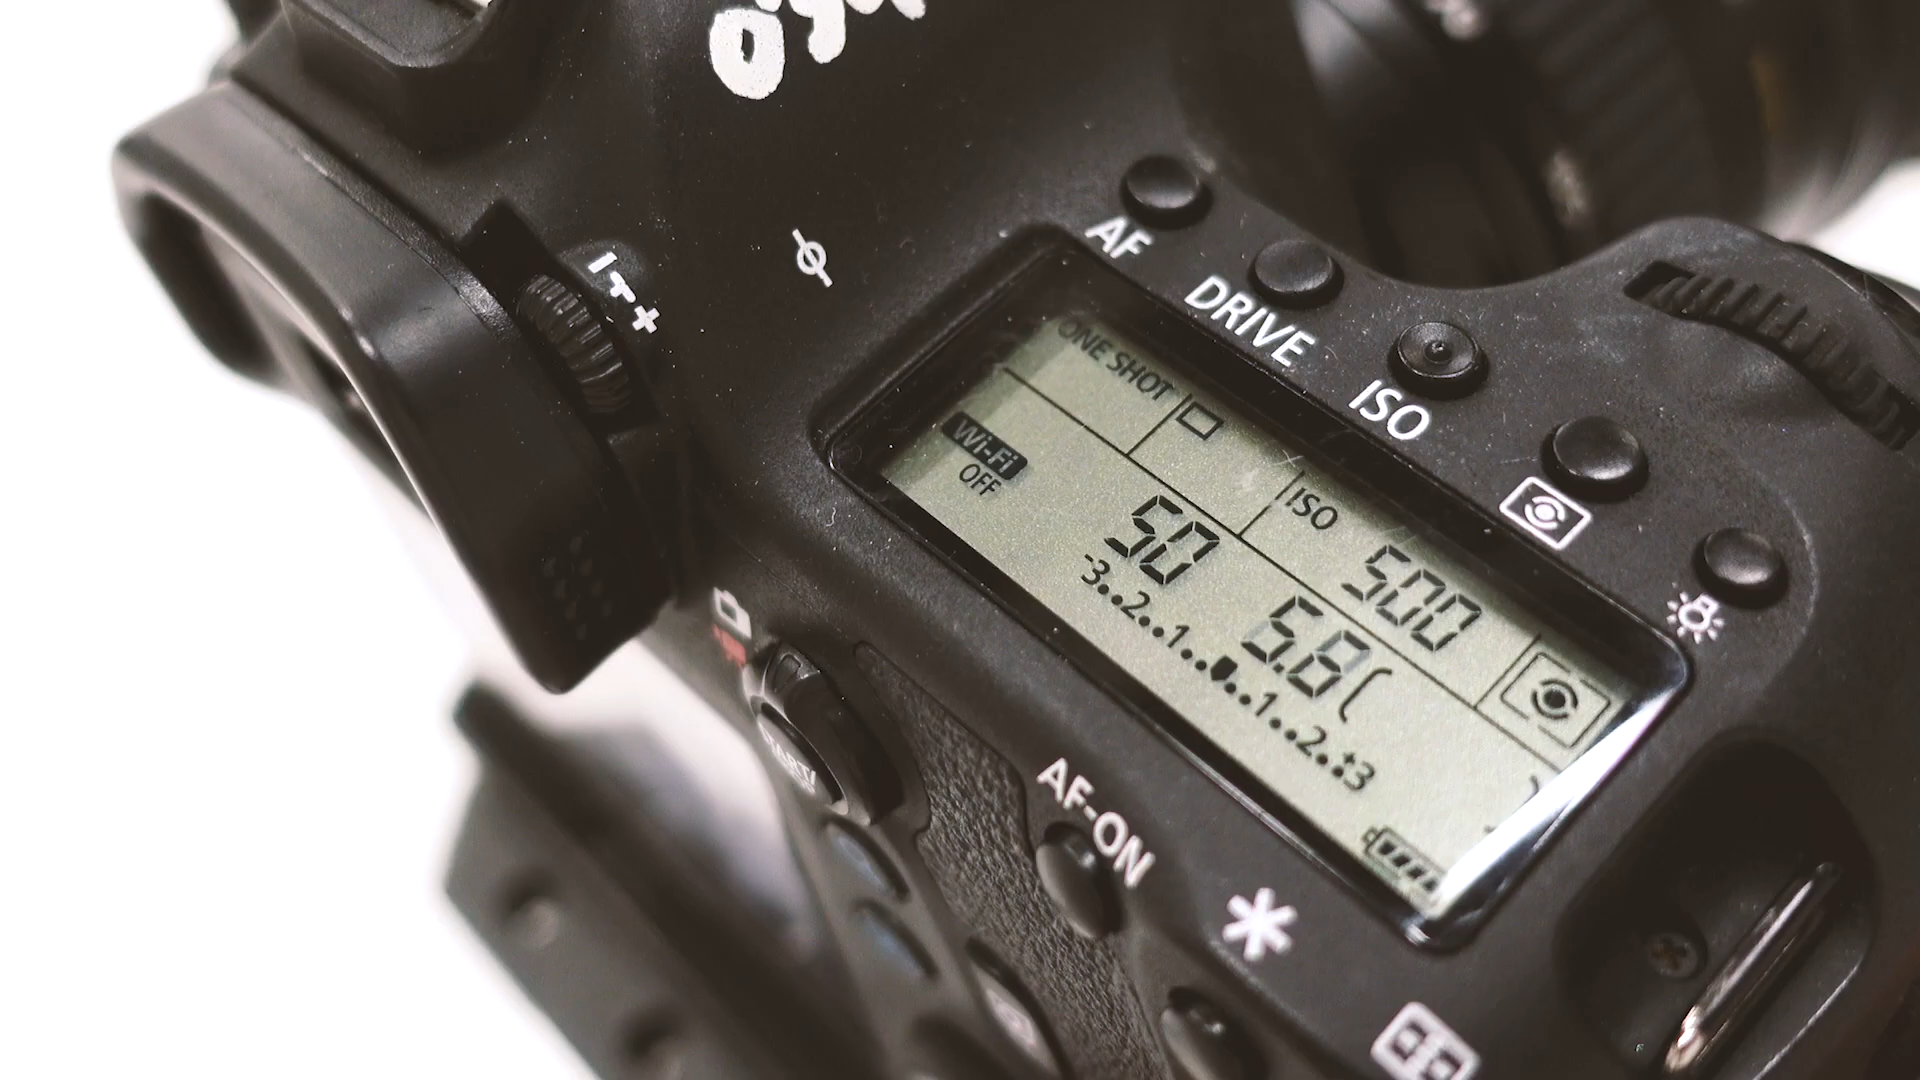 AF
DRIVE
ISO
ONE SHOT
Wi-Fi
OFF
ISO
500
50
5.6
-3..2..1..0..1..2..+3
AF-ON